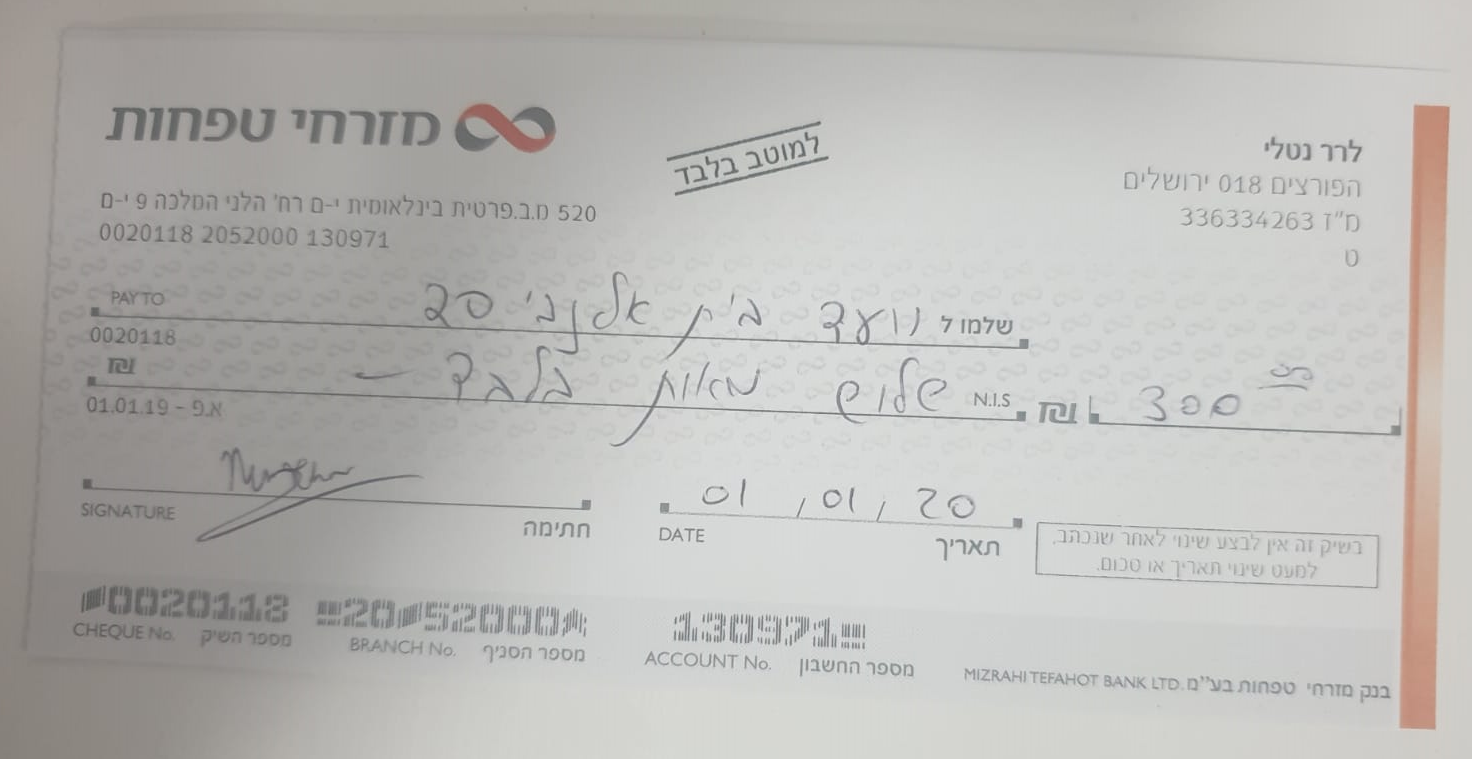 מזרחי טפחות
למוטב בלבד
לרר נטלי
הפורצים 018 ירושלים
מ"ז 336334263
ט
520 מ.ב.פרטית בינלאומית י-ם רח' הלני המלכה 9 י-ם
0020118 2052000 130971
PAY TO שלמו ל וועד בית אלנבי 20
0020118
₪ שלוש מאות בלבד — N.I.S ₪ 300
01.01.19 - א.9
SIGNATURE חתימה
01/01/20
DATE תאריך
בשיק זה אין לבצע שינוי לאחר שנכתב,
למעט שינוי תאריך או סכום.
⑈0020118 ⑉20⑈52000⑆ 130971⑉
CHEQUE No. מספר השיק BRANCH No. מספר הסניף ACCOUNT No. מספר החשבון
MIZRAHI TEFAHOT BANK LTD. בנק מזרחי טפחות בע"מ